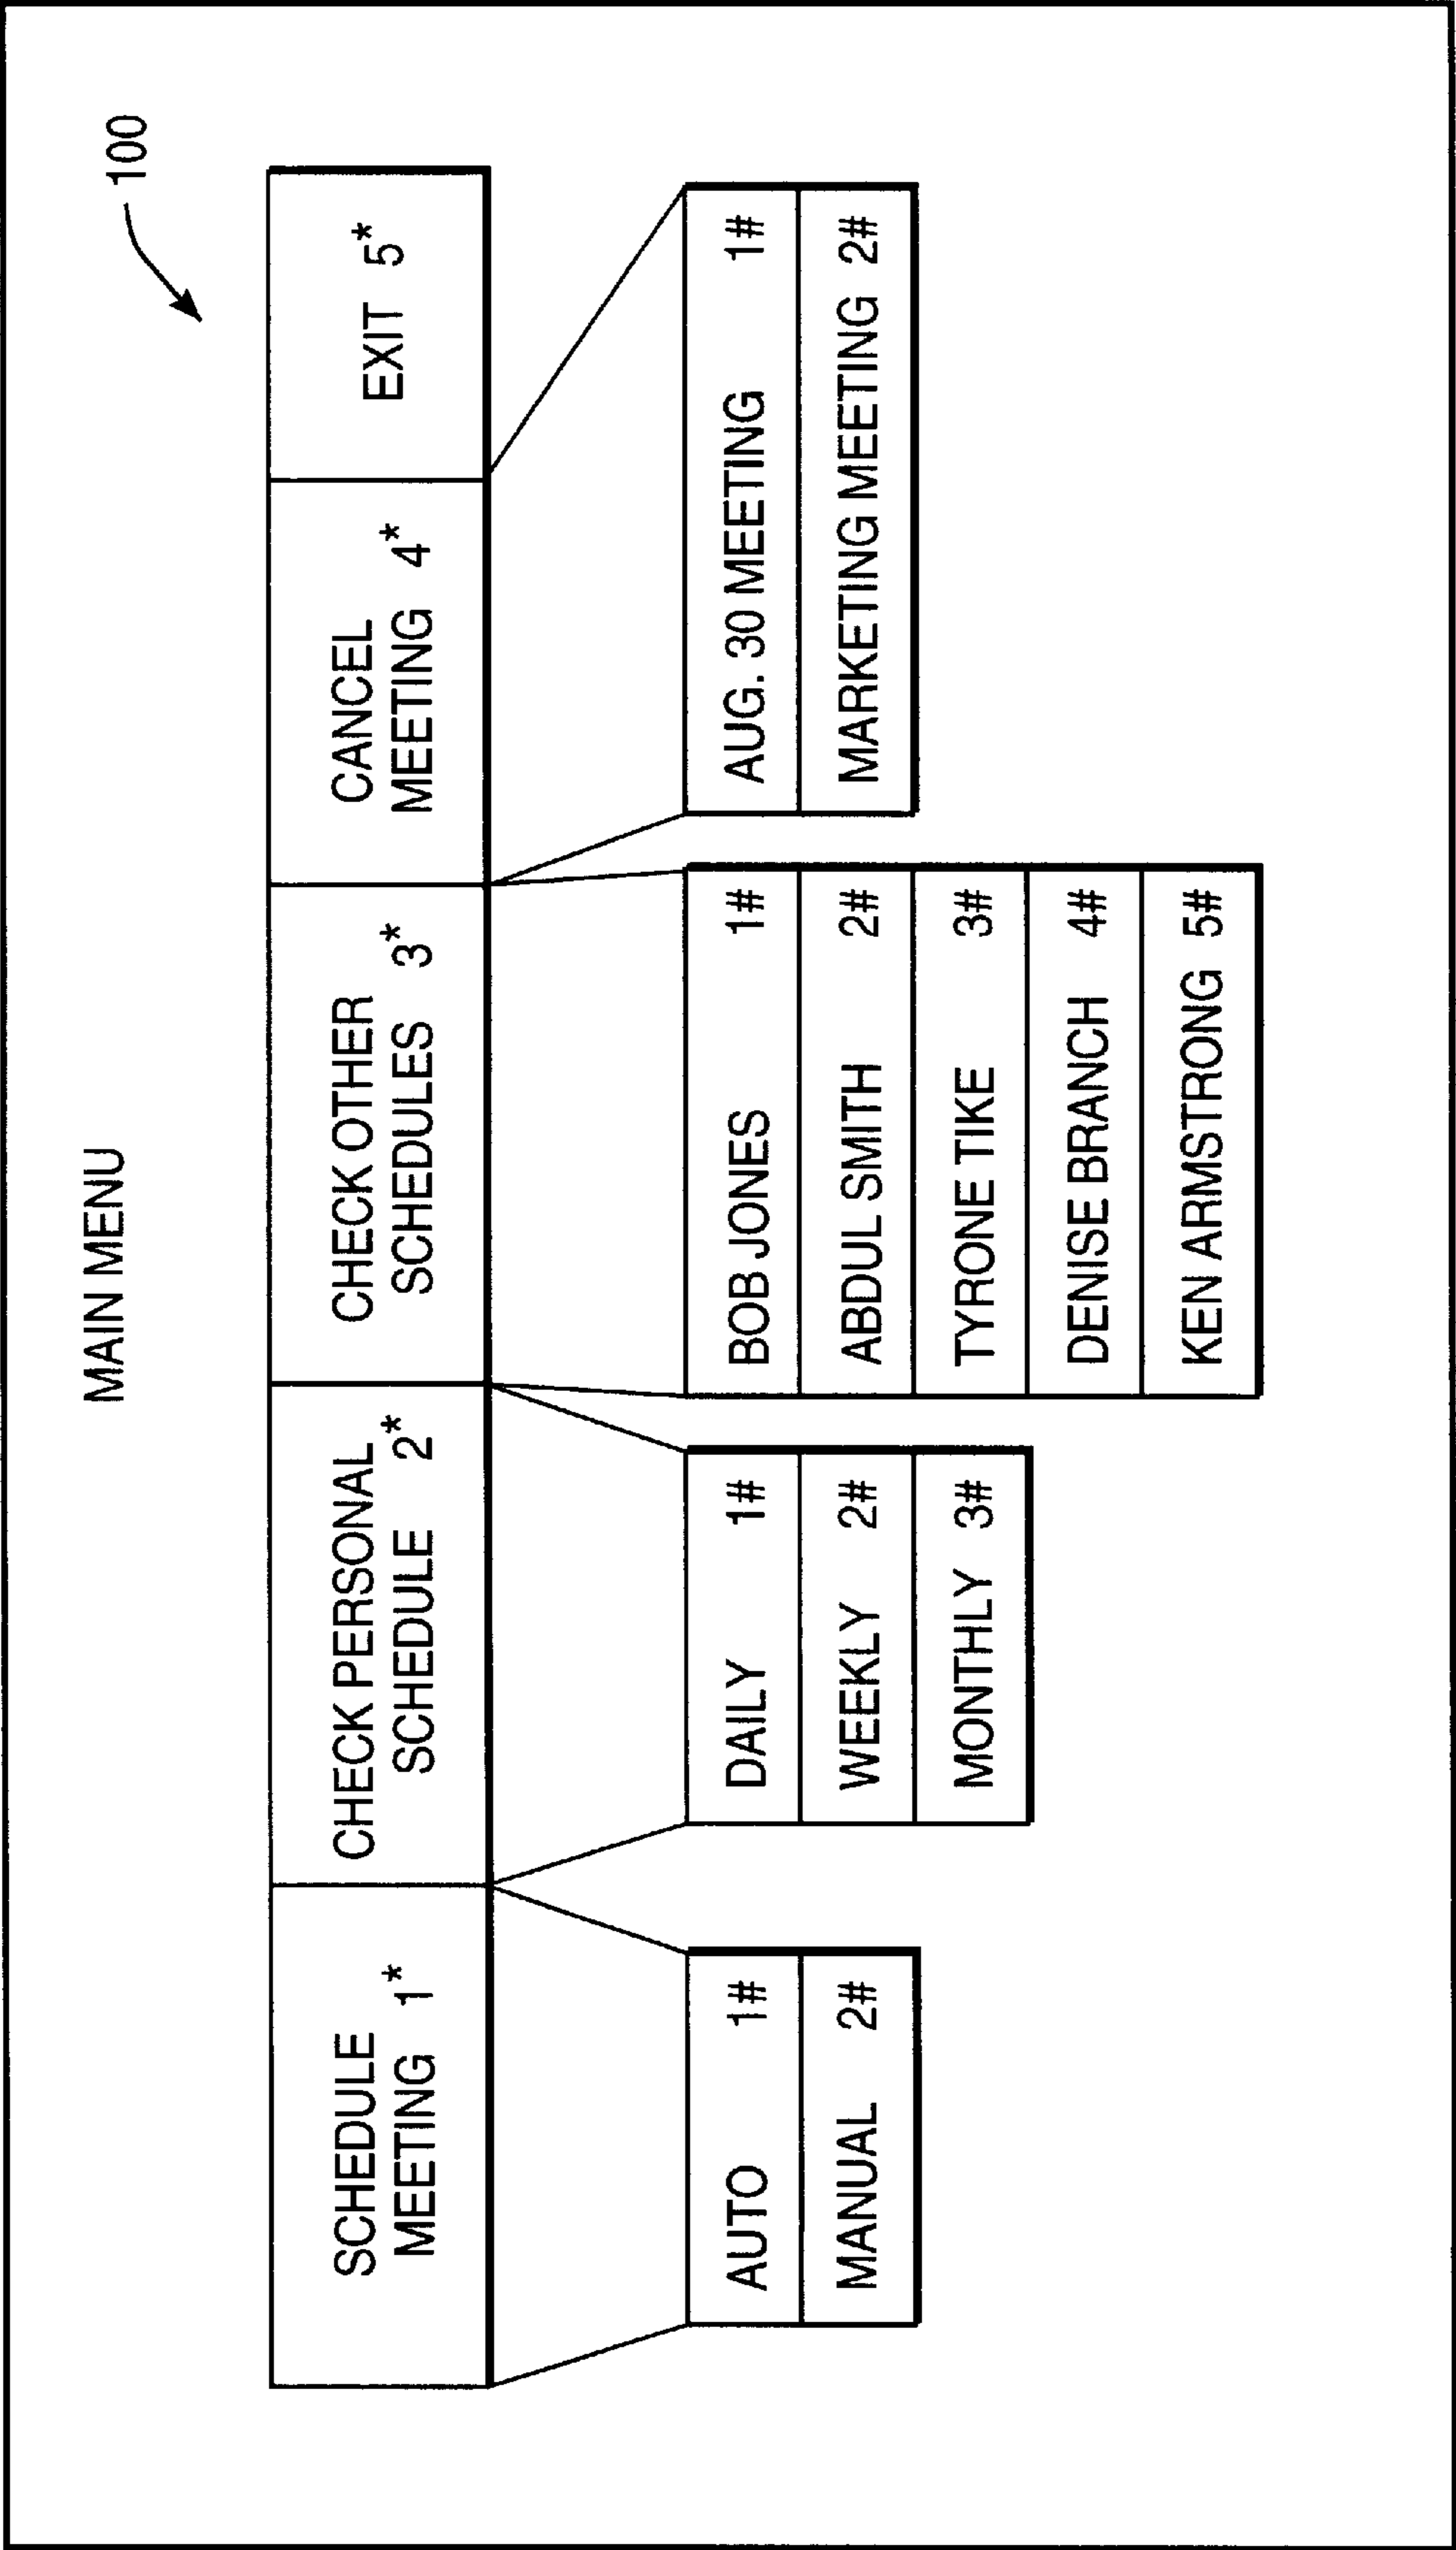 MAIN MENU
100
SCHEDULE
MEETING 1*
CHECK PERSONAL
SCHEDULE 2*
CHECK OTHER
SCHEDULES 3*
CANCEL
MEETING 4*
EXIT 5*
AUTO 1#
MANUAL 2#
DAILY 1#
WEEKLY 2#
MONTHLY 3#
BOB JONES 1#
ABDUL SMITH 2#
TYRONE TIKE 3#
DENISE BRANCH 4#
KEN ARMSTRONG 5#
AUG. 30 MEETING 1#
MARKETING MEETING 2#